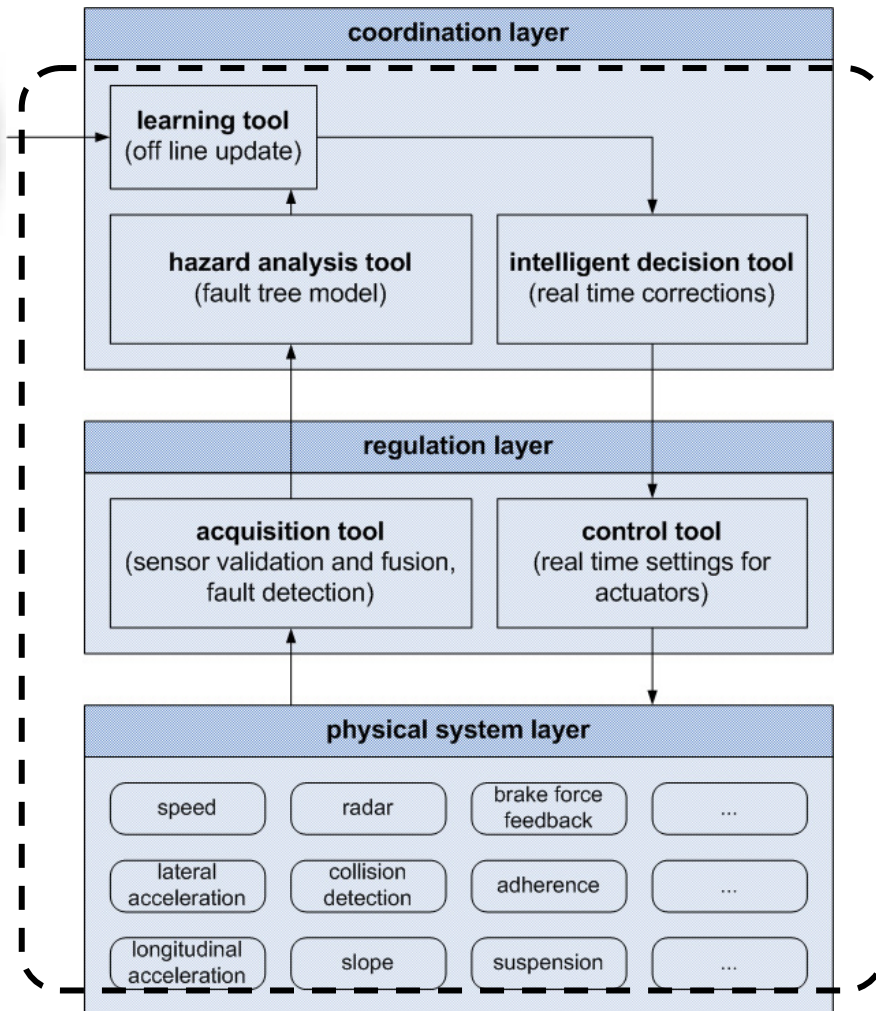 coordination layer
learning tool
(off line update)
hazard analysis tool
(fault tree model)
intelligent decision tool
(real time corrections)
regulation layer
acquisition tool
(sensor validation and fusion,
fault detection)
control tool
(real time settings for
actuators)
physical system layer
speed
radar
brake force
feedback
...
lateral
acceleration
collision
detection
adherence
...
longitudinal
acceleration
slope
suspension
...